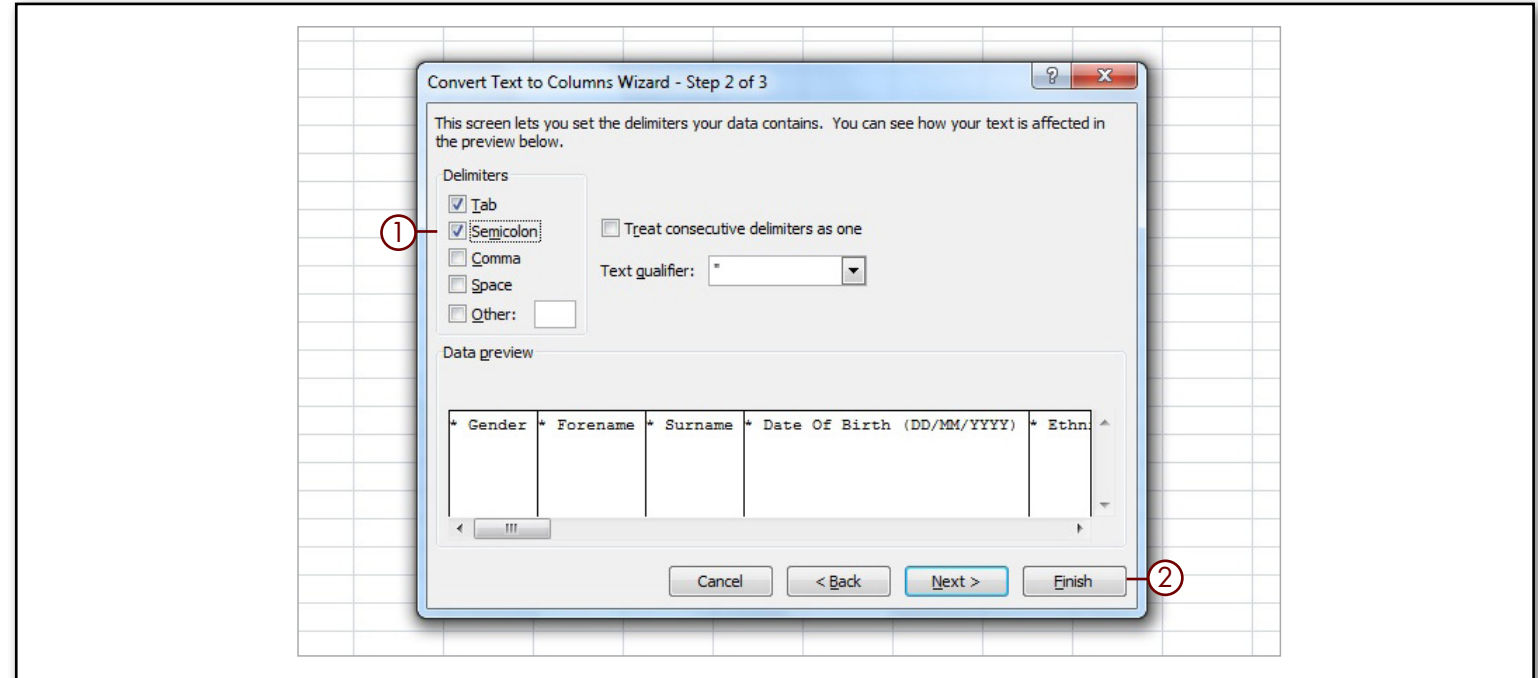 Convert Text to Columns Wizard - Step 2 of 3
?
X
This screen lets you set the delimiters your data contains.  You can see how your text is affected in
the preview below.
Delimiters
Tab
1
Semicolon
Treat consecutive delimiters as one
Comma
Text qualifier:
"
Space
Other:
Data preview
* Gender * Forename * Surname * Date Of Birth (DD/MM/YYYY) * Ethn
Cancel
< Back
Next >
Finish
2